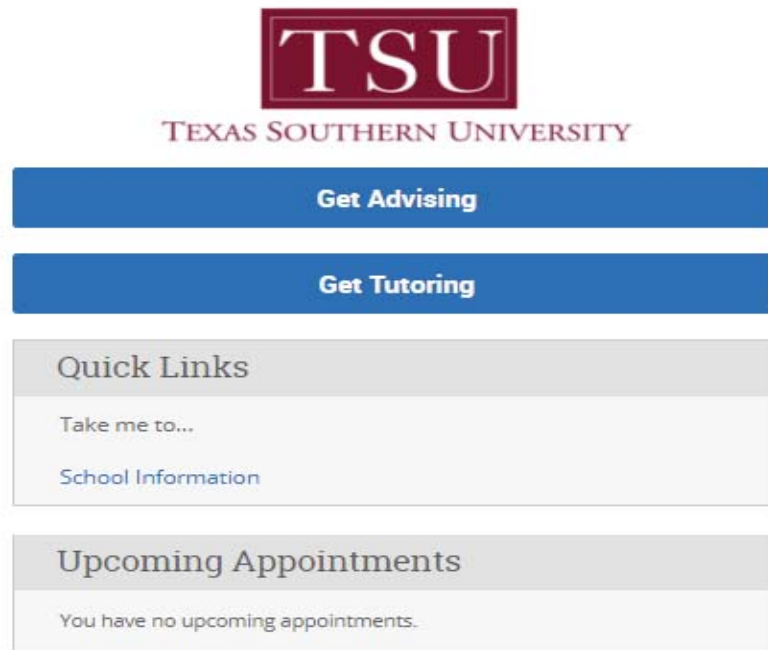 TSU
TEXAS SOUTHERN UNIVERSITY
Get Advising
Get Tutoring
Quick Links
Take me to...
School Information
Upcoming Appointments
You have no upcoming appointments.